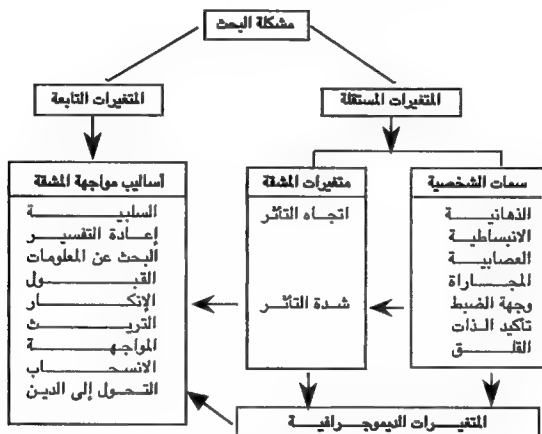 مشكلة البحث
المتغيرات المستقلة
المتغيرات التابعة
سمات الشخصية
الذهانية
الانبساطية
العصابية
المجاراة
وجهة الضبط
تأكيد الذات
القلق
متغيرات المشقة
اتجاه التأثر
شدة التأثر
أساليب مواجهة المشقة
السلبية
إعادة التفسير
البحث عن المعلومات
القبول
الإنكار
التريث
المواجهة
الانسحاب
التحول إلى الدين
المتغيرات الديموجرافية